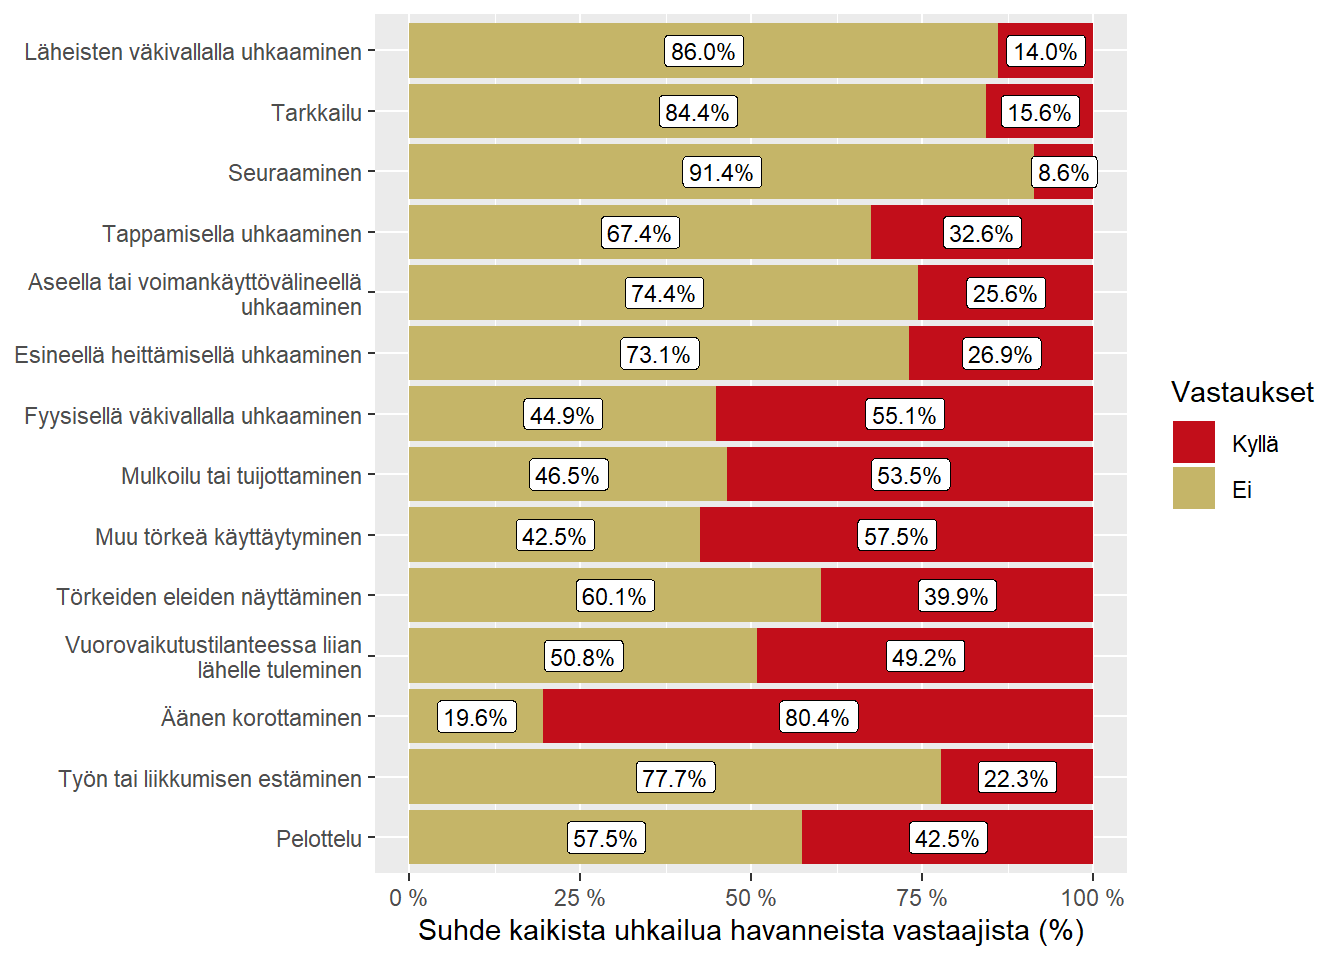 Läheisten väkivallalla uhkaaminen 86.0% 14.0%
Tarkkailu 84.4% 15.6%
Seuraaminen 91.4% 8.6%
Tappamisella uhkaaminen 67.4% 32.6%
Aseella tai voimankäyttövälineellä
uhkaaminen 74.4% 25.6%
Esineellä heittämisellä uhkaaminen 73.1% 26.9%
Fyysisellä väkivallalla uhkaaminen 44.9% 55.1%
Mulkoilu tai tuijottaminen 46.5% 53.5%
Muu törkeä käyttäytyminen 42.5% 57.5%
Törkeiden eleiden näyttäminen 60.1% 39.9%
Vuorovaikutustilanteessa liian
lähelle tuleminen 50.8% 49.2%
Äänen korottaminen 19.6% 80.4%
Työn tai liikkumisen estäminen 77.7% 22.3%
Pelottelu 57.5% 42.5%
0 % 25 % 50 % 75 % 100 %
Suhde kaikista uhkailua havanneista vastaajista (%)
Vastaukset
Kyllä
Ei